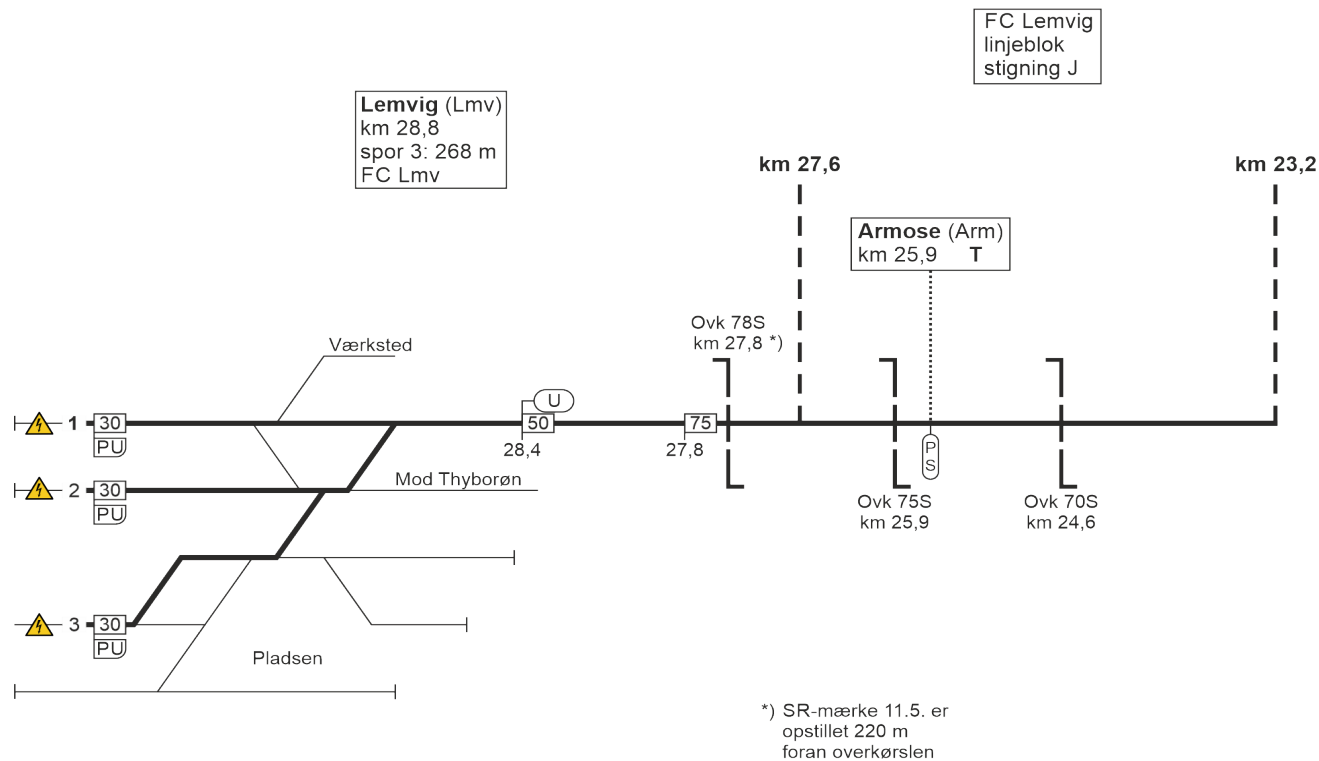 FC Lemvig
linjeblok
stigning J
Lemvig (Lmv)
km 28,8
spor 3: 268 m
FC Lmv
km 27,6
km 23,2
Armose (Arm)
km 25,9 T
Ovk 78S
km 27,8 *)
Værksted
U
1 30
50
75
PU
28,4
27,8
P
S
Mod Thyborøn
2 30
PU
Ovk 75S
km 25,9
Ovk 70S
km 24,6
3 30
PU
Pladsen
*) SR-mærke 11.5. er
opstillet 220 m
foran overkørslen